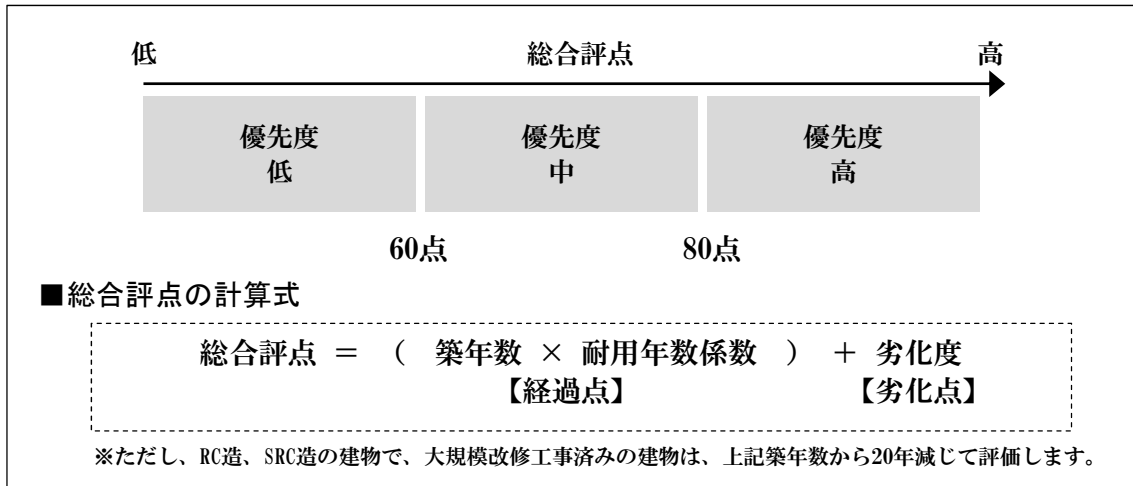 低 総合評点 高
優先度 優先度 優先度
低 中 高
60点 80点
■総合評点の計算式
総合評点 ＝ （ 築年数 × 耐用年数係数 ） ＋ 劣化度
【経過点】 【劣化点】
※ただし、RC造、SRC造の建物で、大規模改修工事済みの建物は、上記築年数から20年減じて評価します。